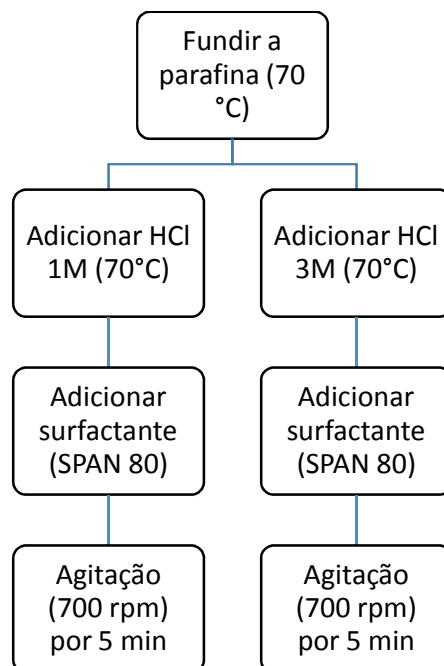 Fundir a
parafina (70
°C)
Adicionar HCl
1M (70°C)
Adicionar HCl
3M (70°C)
Adicionar
surfactante
(SPAN 80)
Adicionar
surfactante
(SPAN 80)
Agitação
(700 rpm)
por 5 min
Agitação
(700 rpm)
por 5 min